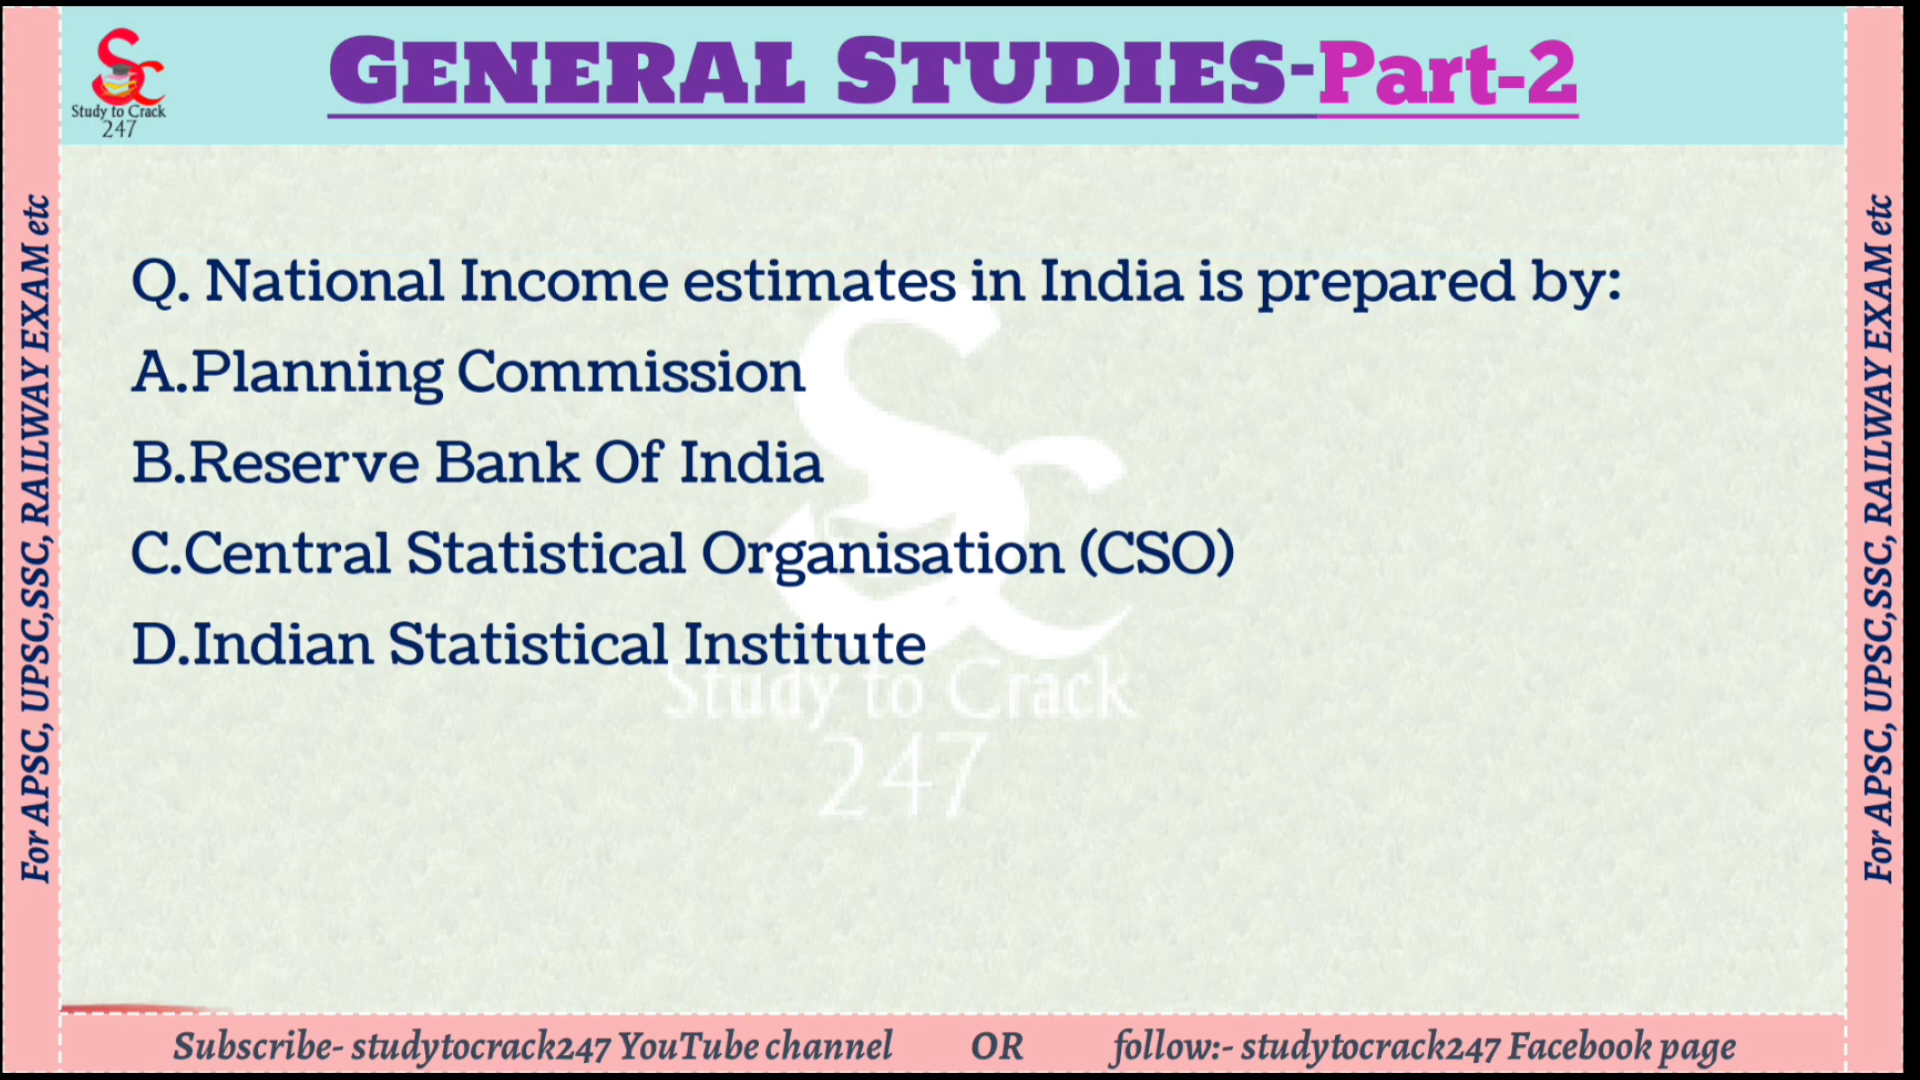 GENERAL STUDIES-Part-2
Study to Crack
247
Q. National Income estimates in India is prepared by:
A.Planning Commission
B.Reserve Bank Of India
C.Central Statistical Organisation (CSO)
D.Indian Statistical Institute
Study to Crack
247
For APSC, UPSC,SSC, RAILWAY EXAM etc
For APSC, UPSC,SSC, RAILWAY EXAM etc
Subscribe- studytocrack247 YouTube channel OR follow:- studytocrack247 Facebook page